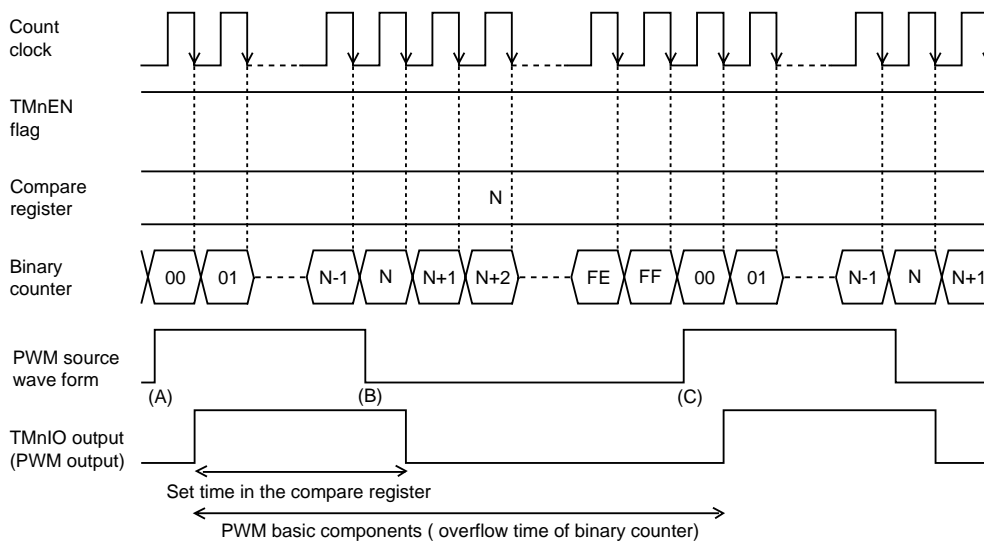 Count
clock
TMnEN
flag
Compare
register
N
Binary
counter
00 01 N-1 N N+1 N+2 FE FF 00 01 N-1 N N+1
PWM source
wave form
(A) (B) (C)
TMnIO output
(PWM output)
Set time in the compare register
PWM basic components ( overflow time of binary counter)